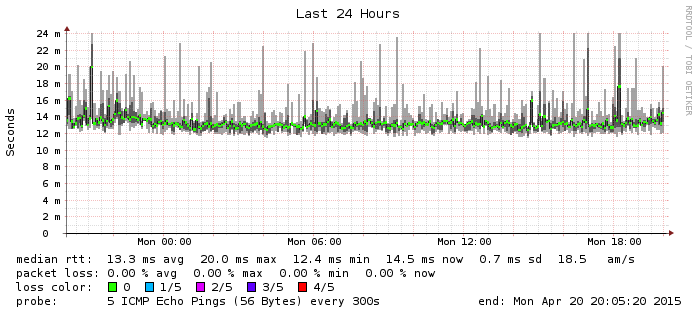 Last 24 Hours
RRDTOOL / TOBI OETIKER
Seconds
24 m
22 m
20 m
18 m
16 m
14 m
12 m
10 m
8 m
6 m
4 m
2 m
0
Mon 00:00 Mon 06:00 Mon 12:00 Mon 18:00
median rtt: 13.3 ms avg 20.0 ms max 12.4 ms min 14.5 ms now 0.7 ms sd 18.5 am/s
packet loss: 0.00 % avg 0.00 % max 0.00 % min 0.00 % now
loss color: 0 1/5 2/5 3/5 4/5
probe: 5 ICMP Echo Pings (56 Bytes) every 300s end: Mon Apr 20 20:05:20 2015